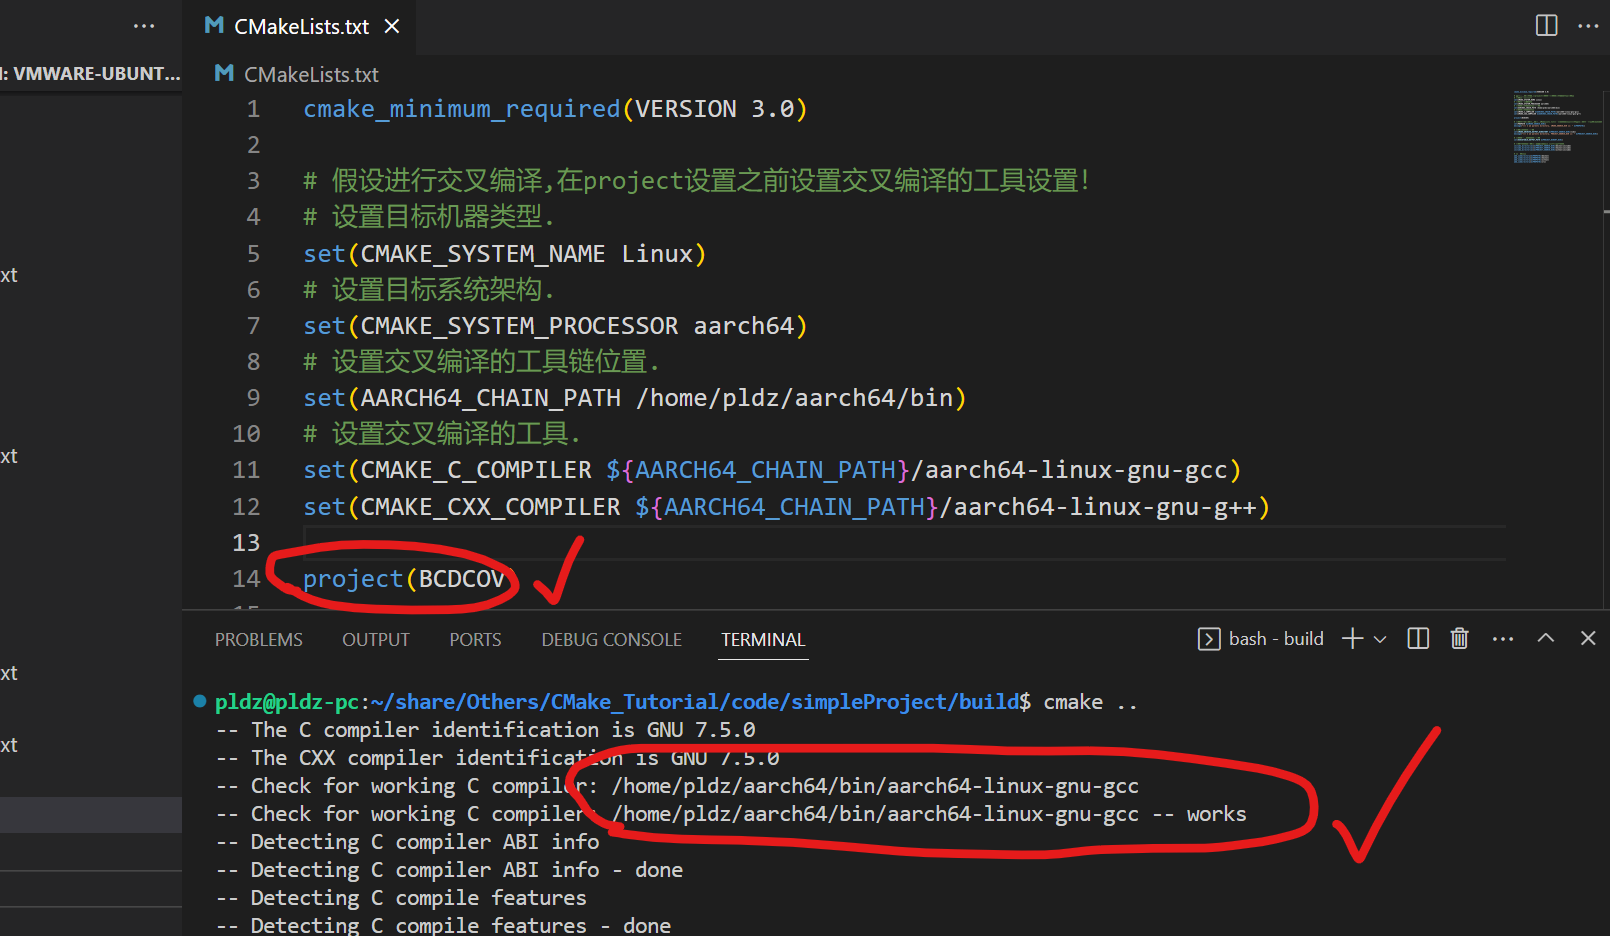 CMakeLists.txt
: VMWARE-UBUNT...
CMakeLists.txt
1 cmake_minimum_required(VERSION 3.0)
2
3 # 假设进行交叉编译,在project设置之前设置交叉编译的工具设置!
4 # 设置目标机器类型.
5 set(CMAKE_SYSTEM_NAME Linux)
6 # 设置目标系统架构.
7 set(CMAKE_SYSTEM_PROCESSOR aarch64)
8 # 设置交叉编译的工具链位置.
9 set(AARCH64_CHAIN_PATH /home/pldz/aarch64/bin)
10 # 设置交叉编译的工具.
11 set(CMAKE_C_COMPILER ${AARCH64_CHAIN_PATH}/aarch64-linux-gnu-gcc)
12 set(CMAKE_CXX_COMPILER ${AARCH64_CHAIN_PATH}/aarch64-linux-gnu-g++)
13
14 project(BCDCOV)
xt
xt
xt
xt
PROBLEMS OUTPUT PORTS DEBUG CONSOLE TERMINAL bash - build
pldz@pldz-pc:~/share/Others/CMake_Tutorial/code/simpleProject/build$ cmake ..
-- The C compiler identification is GNU 7.5.0
-- The CXX compiler identification is GNU 7.5.0
-- Check for working C compiler: /home/pldz/aarch64/bin/aarch64-linux-gnu-gcc
-- Check for working C compiler: /home/pldz/aarch64/bin/aarch64-linux-gnu-gcc -- works
-- Detecting C compiler ABI info
-- Detecting C compiler ABI info - done
-- Detecting C compile features
-- Detecting C compile features - done